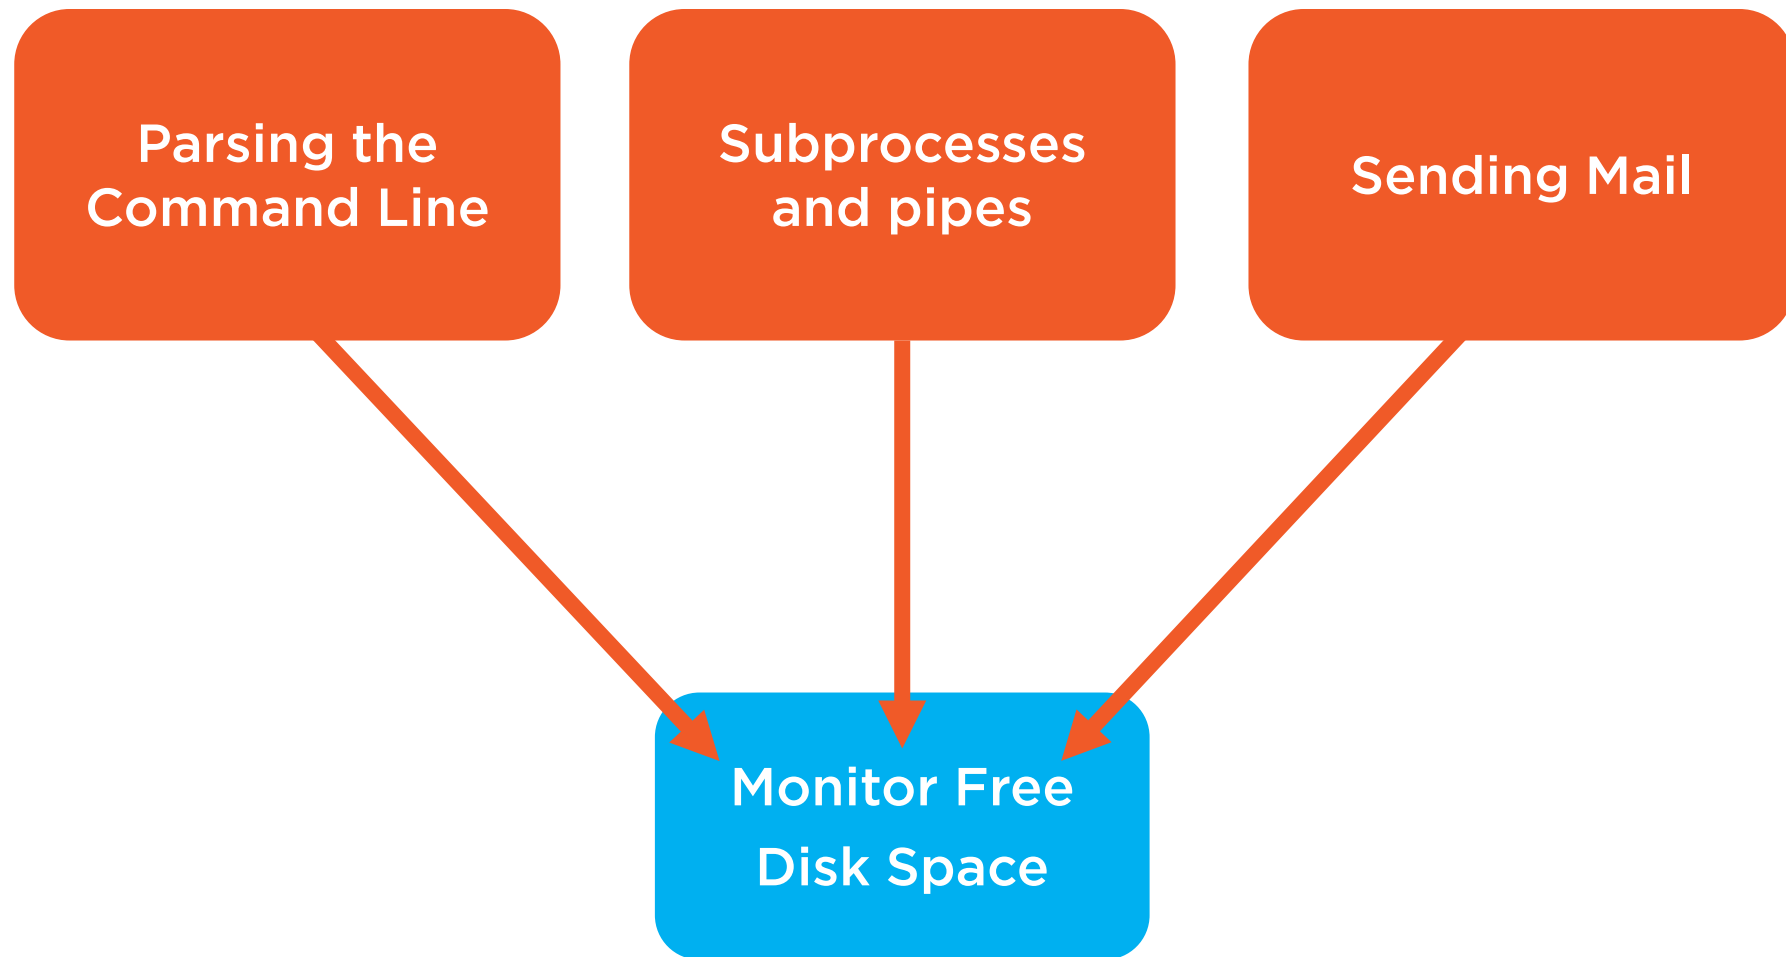 Parsing the
Command Line
Subprocesses
and pipes
Sending Mail
Monitor Free
Disk Space